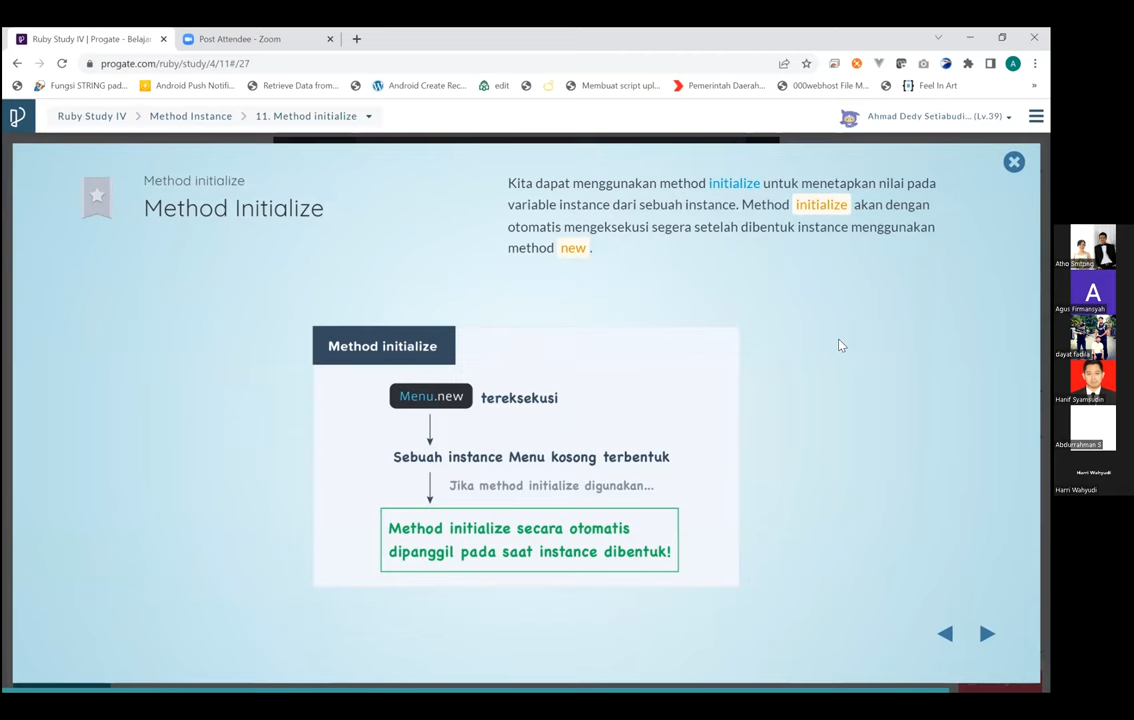 Ruby Study IV | Progate - Belaja
Post Attendee - Zoom
progate.com/ruby/study/4/11#/27
A
Fungsi STRING pad...
Android Push Notifi...
Retrieve Data from...
Android Create Rec...
edit
Membuat script upl...
Pemerintah Daerah...
000webhost File M...
Feel In Art
»
Ruby Study IV
Method Instance
11. Method initialize
Ahmad Dedy Setiabudi... (Lv.39)
Method initialize
Method Initialize
Kita dapat menggunakan method initialize untuk menetapkan nilai pada
variable instance dari sebuah instance. Method initialize akan dengan
otomatis mengeksekusi segera setelah dibentuk instance menggunakan
method new .
Method initialize
Menu.new tereksekusi
Sebuah instance Menu kosong terbentuk
Jika method initialize digunakan...
Method initialize secara otomatis
dipanggil pada saat instance dibentuk!
A
Agus Firmansyah
dayat fadila
Hanif Syamsudin
Abdurrahman S
Harri Wahyudi
Harri Wahyudi